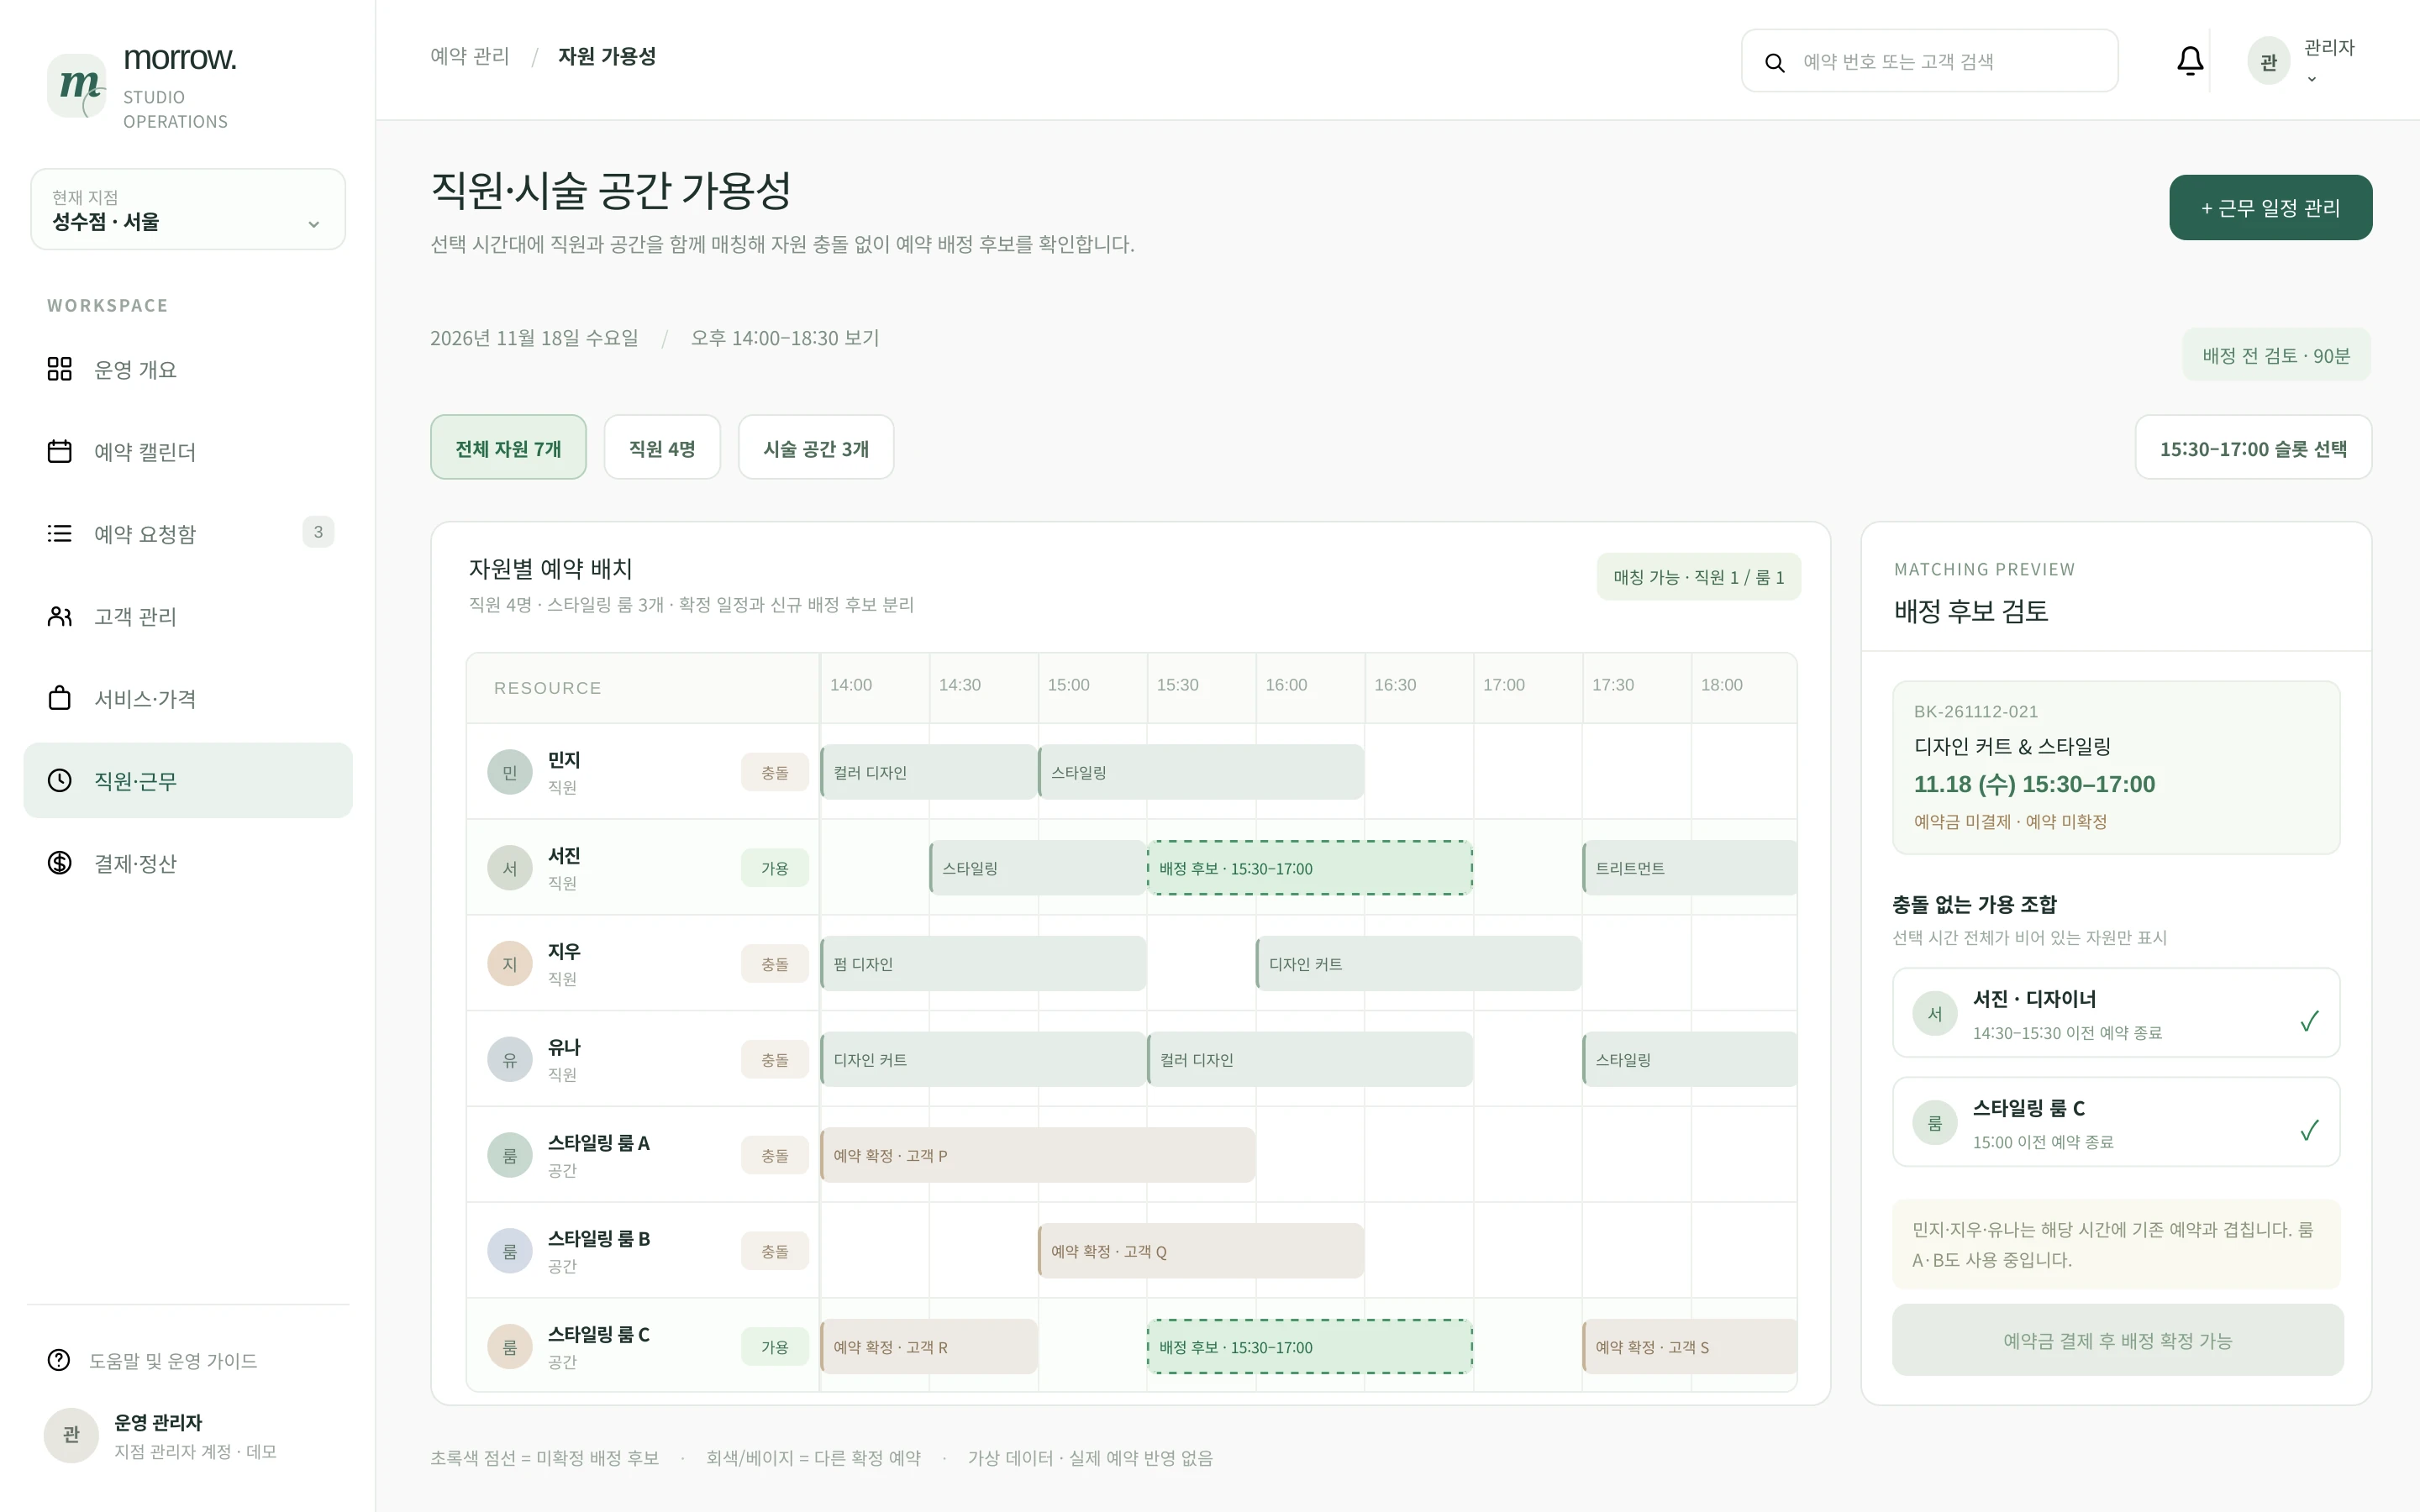 m
morrow.
STUDIO
OPERATIONS
현재 지점
성수점 · 서울
WORKSPACE
운영 개요
예약 캘린더
예약 요청함
3
고객 관리
서비스·가격
직원·근무
결제·정산
도움말 및 운영 가이드
관
운영 관리자
지점 관리자 계정 · 데모
예약 관리 / 자원 가용성
예약 번호 또는 고객 검색
관
관리자
직원·시술 공간 가용성
선택 시간대에 직원과 공간을 함께 매칭해 자원 충돌 없이 예약 배정 후보를 확인합니다.
+ 근무 일정 관리
2026년 11월 18일 수요일 / 오후 14:00–18:30 보기
배정 전 검토 · 90분
전체 자원 7개
직원 4명
시술 공간 3개
15:30–17:00 슬롯 선택
자원별 예약 배치
직원 4명 · 스타일링 룸 3개 · 확정 일정과 신규 배정 후보 분리
매칭 가능 · 직원 1 / 룸 1
RESOURCE 14:00 14:30 15:00 15:30 16:00 16:30 17:00 17:30 18:00
민
민지
직원
충돌
컬러 디자인
스타일링
서
서진
직원
가용
스타일링
배정 후보 · 15:30–17:00
트리트먼트
지
지우
직원
충돌
펌 디자인
디자인 커트
유
유나
직원
충돌
디자인 커트
컬러 디자인
스타일링
룸
스타일링 룸 A
공간
충돌
예약 확정 · 고객 P
룸
스타일링 룸 B
공간
충돌
예약 확정 · 고객 Q
룸
스타일링 룸 C
공간
가용
예약 확정 · 고객 R
배정 후보 · 15:30–17:00
예약 확정 · 고객 S
MATCHING PREVIEW
배정 후보 검토
BK-261112-021
디자인 커트 & 스타일링
11.18 (수) 15:30–17:00
예약금 미결제 · 예약 미확정
충돌 없는 가용 조합
선택 시간 전체가 비어 있는 자원만 표시
서
서진 · 디자이너
14:30–15:30 이전 예약 종료
✓
룸
스타일링 룸 C
15:00 이전 예약 종료
✓
민지·지우·유나는 해당 시간에 기존 예약과 겹칩니다. 룸
A·B도 사용 중입니다.
예약금 결제 후 배정 확정 가능
초록색 점선 = 미확정 배정 후보 · 회색/베이지 = 다른 확정 예약 · 가상 데이터 · 실제 예약 반영 없음